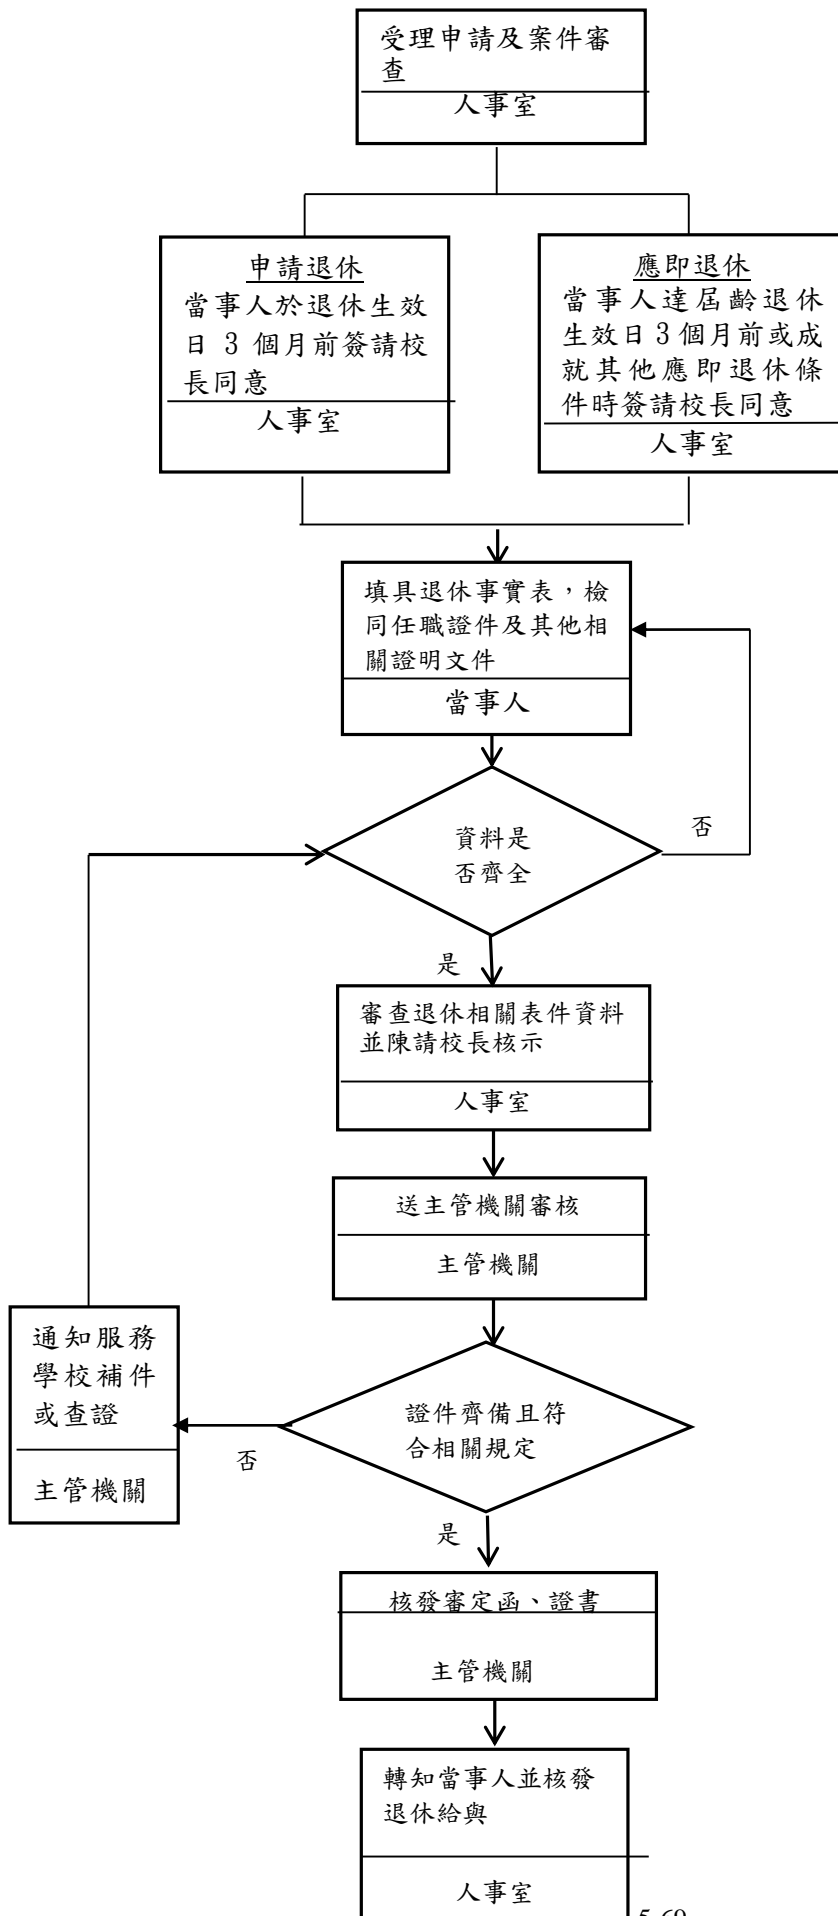 受理申請及案件審
查
人事室
申請退休
當事人於退休生效
日 3 個月前簽請校
長同意
人事室
應即退休
當事人達屆齡退休
生效日3個月前或成
就其他應即退休條
件時簽請校長同意
人事室
填具退休事實表，檢
同任職證件及其他相
關證明文件
當事人
資料是
否齊全
否
是
審查退休相關表件資料
並陳請校長核示
人事室
送主管機關審核
主管機關
通知服務
學校補件
或查證
主管機關
證件齊備且符
合相關規定
否
是
核發審定函、證書
主管機關
轉知當事人並核發
退休給與
人事室